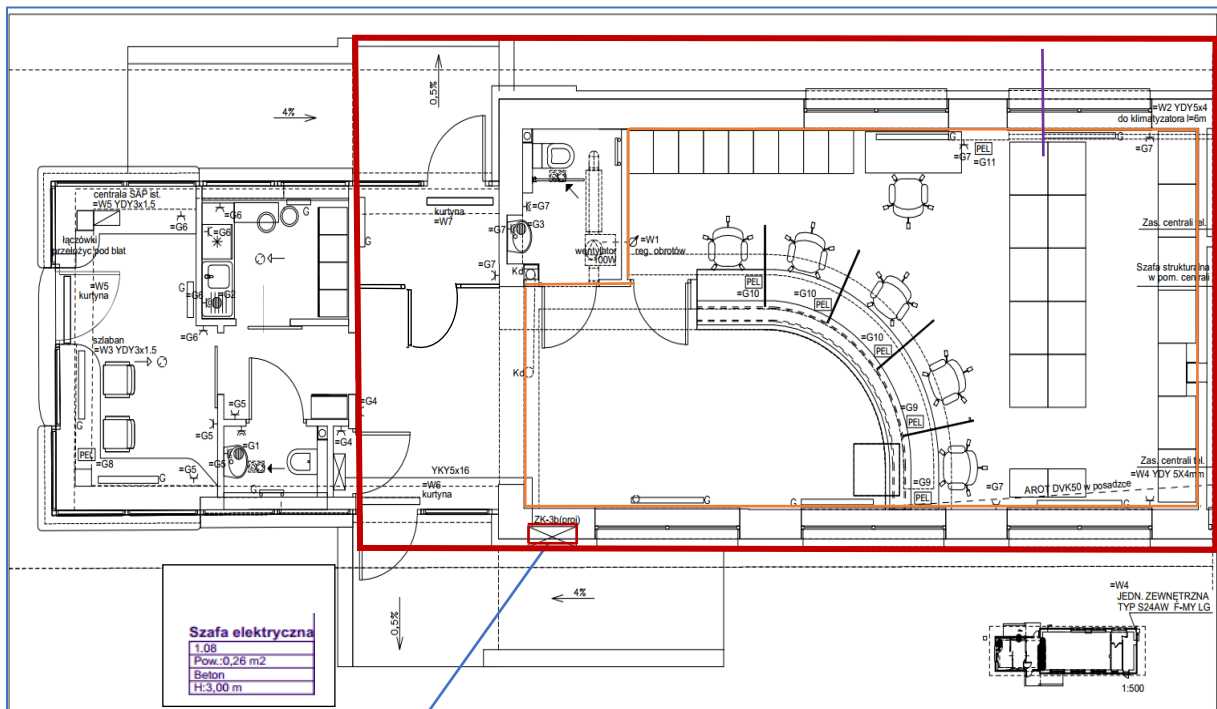 4%
0,5%
=W2 YDY5x4
do klimatyzatora l=6m
G
PEL
=G7
=G11
=G7
centrala SAP ist.
=W5 YDY3x1.5
=G6
=G6
G
kurtyna
=W7
G
=G7
=G7
=G3
łączówki
przełożyc pod blat
wentylator
~100W
=W1
reg. obrotów
Zas. centrali tel.
Kd
=G7
Szafa strukturalna
w pom. centrali
=W5
kurtyna
G
=G6
=G2
PEL
=G10
=G10
PEL
szlaban
=W3 YDY3x1.5
=G6
=G10
PEL
Kd
G
=G5
=G4
=G9
PEL
=G5
=G1
=G4
PEL
=G8
=G5
Zas. centrali tel.
=W4 YDY 5X4mm
YKY5x16
=W6
kurtyna
=G9
PEL
=G7
AROT DVK50 w posadzce
G
G
G
G
G
ZK-3b(proj)
4%
0,5%
=W4
JEDN. ZEWNĘTRZNA
TYP S24AW F-MY LG
Szafa elektryczna
1.08
Pow.:0,26 m2
Beton
H:3,00 m
1:500